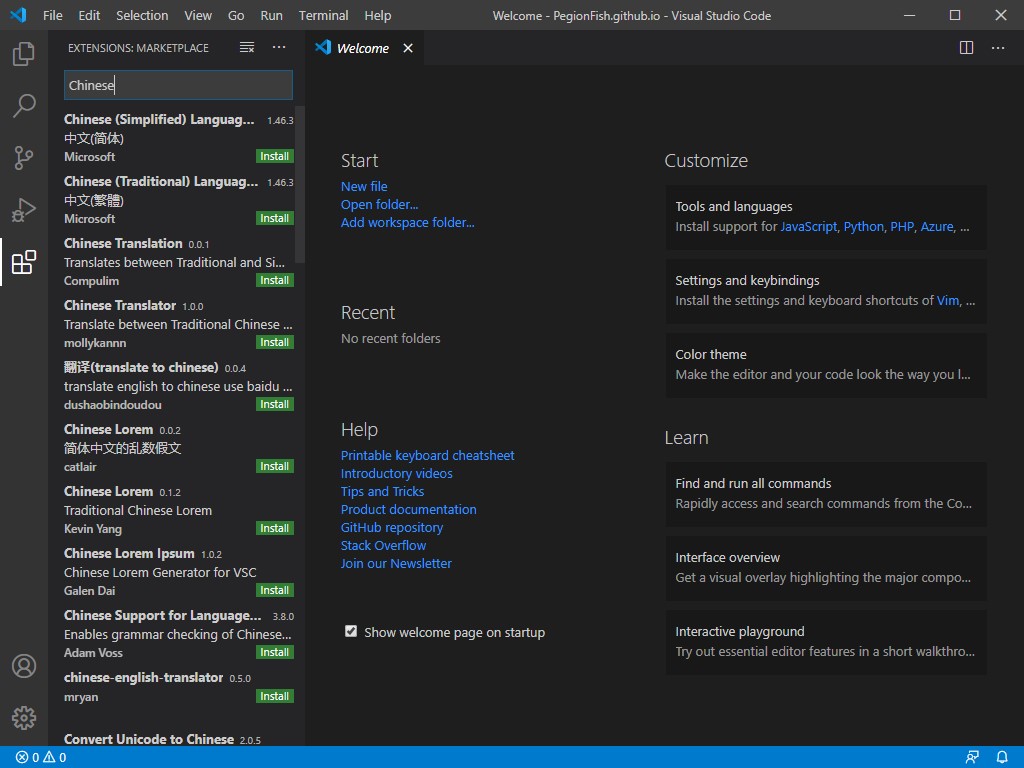 File Edit Selection View Go Run Terminal Help
Welcome - PegionFish.github.io - Visual Studio Code
EXTENSIONS: MARKETPLACE
Chinese
Chinese (Simplified) Languag... 1.46.3
中文(简体)
Microsoft Install
Chinese (Traditional) Languag... 1.46.3
中文(繁體)
Microsoft Install
Chinese Translation 0.0.1
Translates between Traditional and Si...
Compulim Install
Chinese Translator 1.0.0
Translate between Traditional Chinese ...
mollykannn Install
翻译(translate to chinese) 0.0.4
translate english to chinese use baidu ...
dushaobindoudou Install
Chinese Lorem 0.0.2
简体中文的乱数假文
catlair Install
Chinese Lorem 0.1.2
Traditional Chinese Lorem
Kevin Yang Install
Chinese Lorem Ipsum 1.0.2
Chinese Lorem Generator for VSC
Galen Dai Install
Chinese Support for Language... 3.8.0
Enables grammar checking of Chinese...
Adam Voss Install
chinese-english-translator 0.5.0
mryan Install
Convert Unicode to Chinese 2.0.5
Welcome
Start
New file
Open folder...
Add workspace folder...
Recent
No recent folders
Help
Printable keyboard cheatsheet
Introductory videos
Tips and Tricks
Product documentation
GitHub repository
Stack Overflow
Join our Newsletter
Show welcome page on startup
Customize
Tools and languages
Install support for JavaScript, Python, PHP, Azure, ...
Settings and keybindings
Install the settings and keyboard shortcuts of Vim, ...
Color theme
Make the editor and your code look the way you l...
Learn
Find and run all commands
Rapidly access and search commands from the Co...
Interface overview
Get a visual overlay highlighting the major compo...
Interactive playground
Try out essential editor features in a short walkthro...
0 0